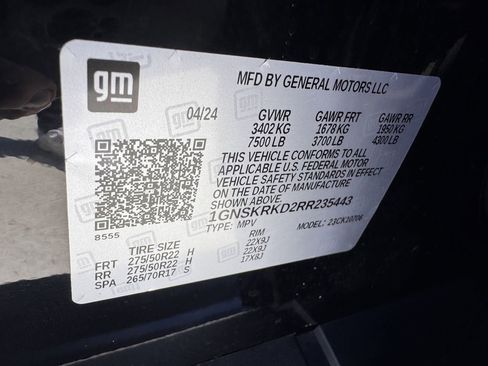 gm
MFD BY GENERAL MOTORS LLC
04/24 GVWR GAWR FRT GAWR RR
3402 KG 1678 KG 1950 KG
7500 LB 3700 LB 4300 LB
THIS VEHICLE CONFORMS TO ALL
APPLICABLE U.S. FEDERAL MOTOR
VEHICLE SAFETY STANDARDS IN EFFECT
ON THE DATE OF MANUFACTURE
SHOWN ABOVE.
1GNSKRKD2RR235443
TYPE: MPV MODEL: 23CK10706
8555
TIRE SIZE RIM
FRT 275/50R22 H 22X9J
RR 275/50R22 H 22X9J
SPA 265/70R17 S 17X8J